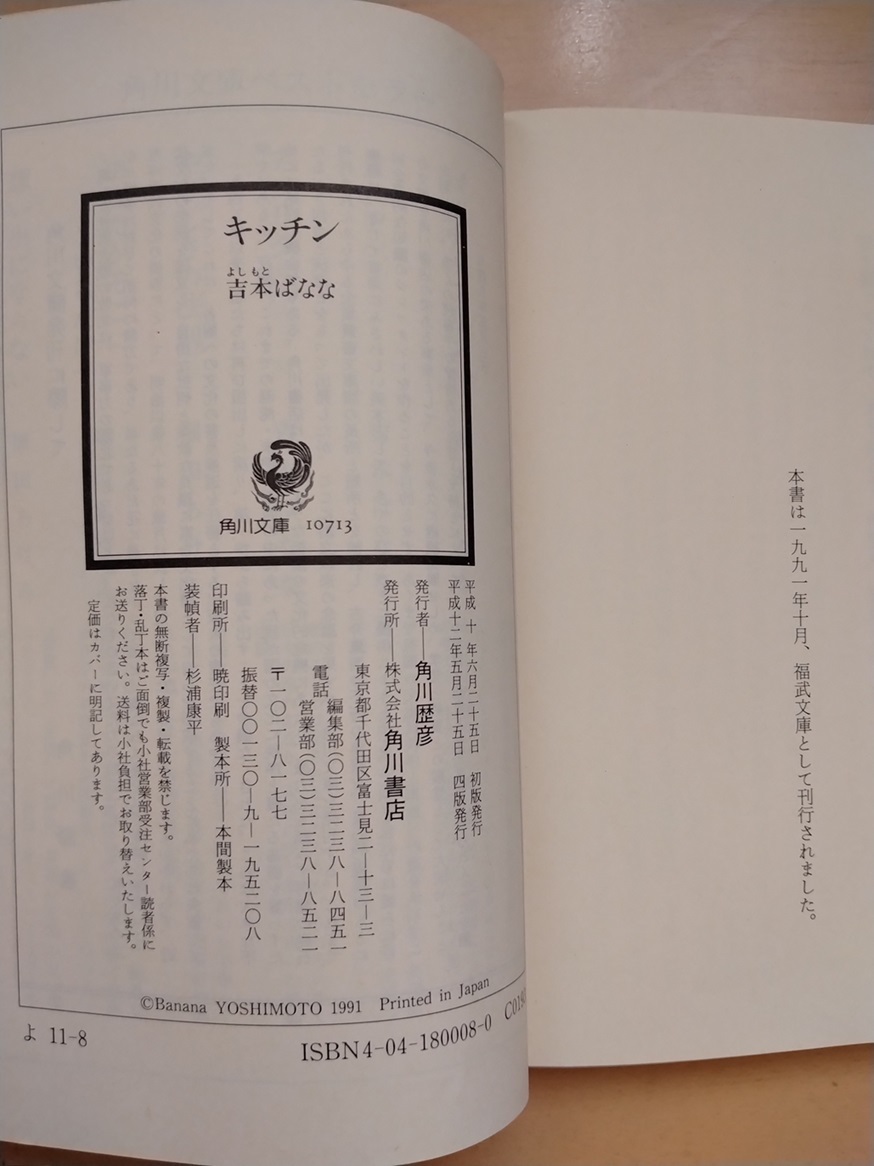 本書は一九九一年十月、福武文庫として刊行されました。
キッチン
よしもと
吉本ばなな
角川文庫 10713
平成十年六月二十五日 初版発行
平成十二年五月二十五日 四版発行
発行者——角川歴彦
発行所——株式会社角川書店
東京都千代田区富士見二—十三—三
電話 編集部(〇三)三二三八—八四五一
営業部(〇三)三二三八—八五二一
〒一〇二—八一七七
振替〇〇一三〇—九—一九五二〇八
印刷所——暁印刷 製本所——本間製本
装幀者——杉浦康平
本書の無断複写・複製・転載を禁じます。
落丁・乱丁本はご面倒でも小社営業部受注センター読者係に
お送りください。送料は小社負担でお取り替えいたします。
定価はカバーに明記してあります。
©Banana YOSHIMOTO 1991 Printed in Japan
よ 11-8
ISBN4-04-180008-0